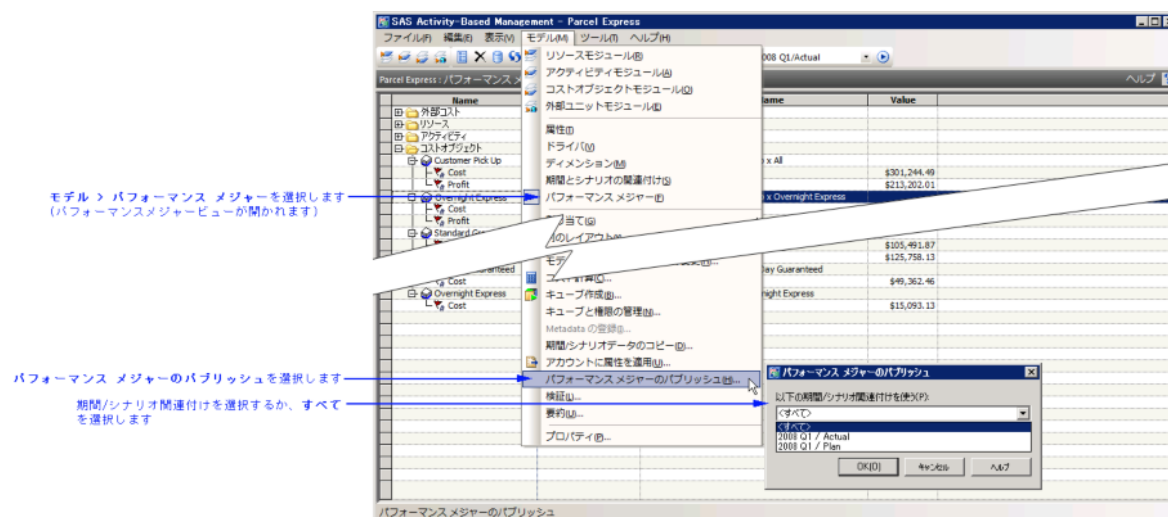 SAS Activity-Based Management - Parcel Express
ファイル(F) 編集(E) 表示(V) モデル(M) ツール(T) ヘルプ(H)
008 Q1/Actual
Parcel Express : パフォーマンス メ
ヘルプ
Name
ame
Value
外部コスト
リソース
アクティビティ
コストオブジェクト
Customer Pick Up
x All
Cost
$301,244.49
Profit
$213,202.01
Overnight Express
x Overnight Express
Cost
Profit
Standard Gr
$105,491.87
$125,758.13
aranteed
ay Guaranteed
Cost
$49,362.46
Overnight Express
night Express
Cost
$15,093.13
リソースモジュール(R)
アクティビティモジュール(A)
コストオブジェクトモジュール(O)
外部ユニットモジュール(E)
属性(I)
ドライバ(V)
ディメンション(M)
期間とシナリオの関連付け(S)
パフォーマンス メジャー(F)
当て(G)
のレイアウト
モデ
コスト計算(C)...
キューブ作成(B)...
キューブと権限の管理(N)...
Metadata の登録(I)...
期間/シナリオデータのコピー(D)...
アカウントに属性を適用(U)...
パフォーマンス メジャーのパブリッシュ(H)...
検証(L)...
要約(U)...
プロパティ(P)...
モデル > パフォーマンス メジャーを選択します
(パフォーマンスメジャービューが開かれます)
パフォーマンス メジャーのパブリッシュを選択します
期間/シナリオ関連付けを選択するか、すべて
を選択します
パフォーマンス メジャーのパブリッシュ
以下の期間/シナリオ関連付けを使う(P):
<すべて>
<すべて>
2008 Q1 / Actual
2008 Q1 / Plan
OK(O) キャンセル ヘルプ
パフォーマンス メジャーのパブリッシュ